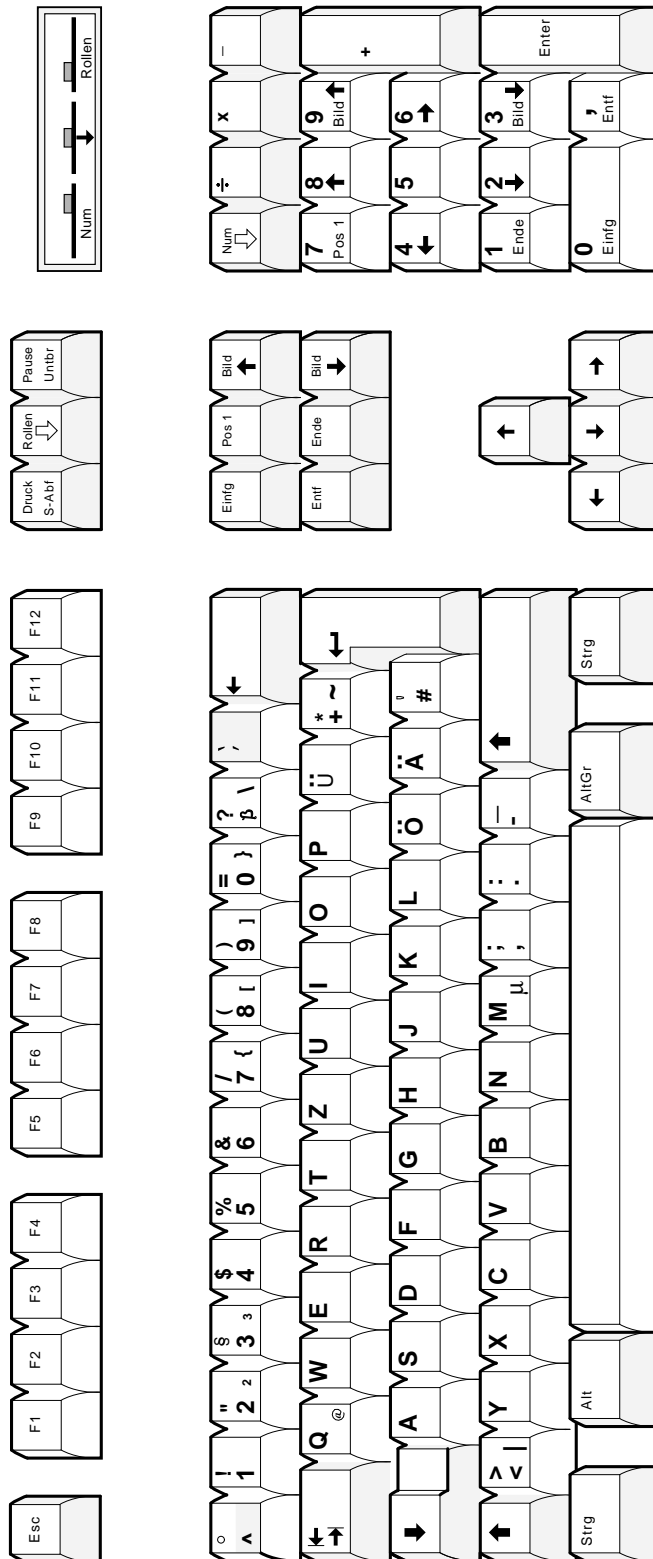 Esc F1 F2 F3 F4 F5 F6 F7 F8 F9 F10 F11 F12 Druck Rollen Pause
S-Abf Untbr
Num Rollen
° ! " § $ % & / ( ) = ? `
^ 1 2 ² 3 ³ 4 5 6 7 { 8 [ 9 ] 0 } β \ ´
Einfg Pos 1 Bild
Num ÷ x −
Q @ W E R T Z U I O P Ü * + ~
Entf Ende Bild
7 8 9 +
Pos 1 Bild
A S D F G H J K L Ö Ä ' #
4 5 6
> < | Y X C V B N M µ ; , : . _ -
1 2 3 Enter
Ende Bild
Strg Alt AltGr Strg
0 ,
Einfg Entf